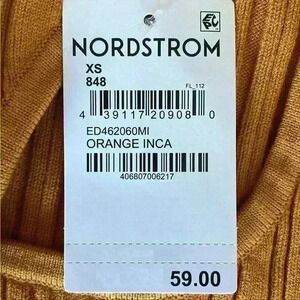 NORDSTROM
XS
848
FL_112
4 39117 20908 0
ED462060MI
ORANGE INCA
406807006217
59.00